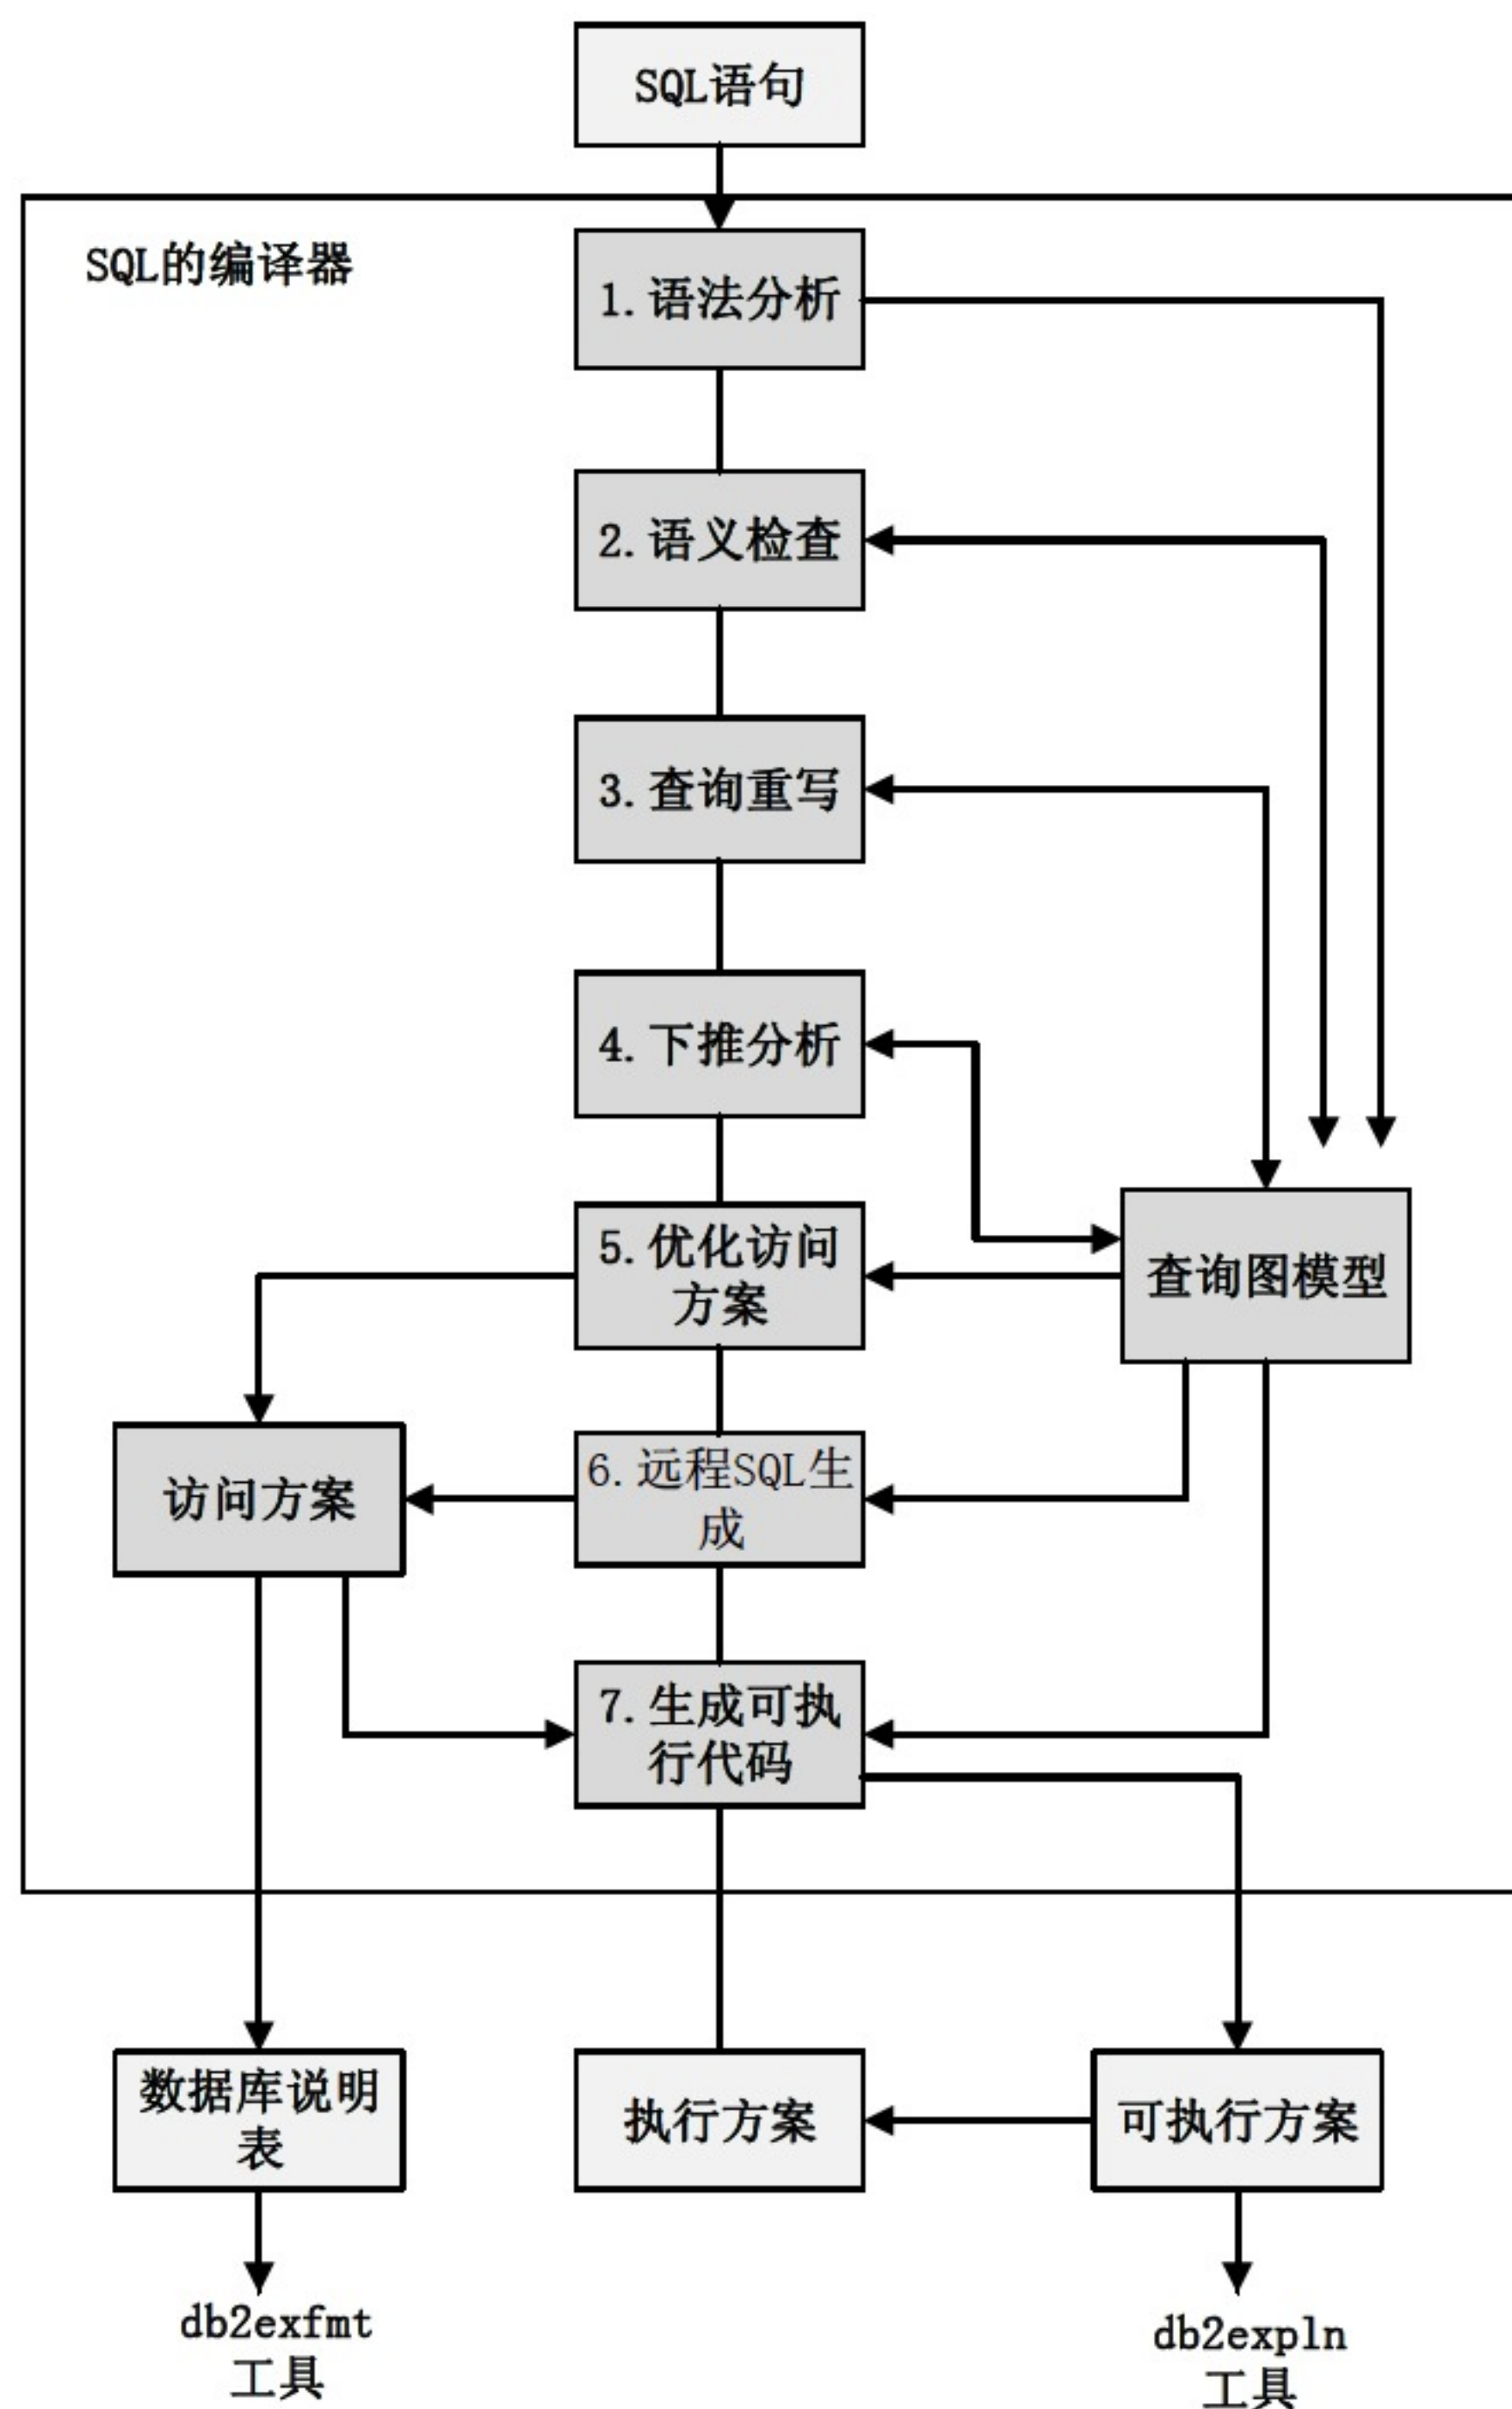 SQL语句
SQL的编译器
1.语法分析
2.语义检查
3.查询重写
4.下推分析
5.优化访问
方案
查询图模型
访问方案
6.远程SQL生
成
7.生成可执
行代码
数据库说明
表
执行方案
可执行方案
db2exfmt
工具
db2expln
工具